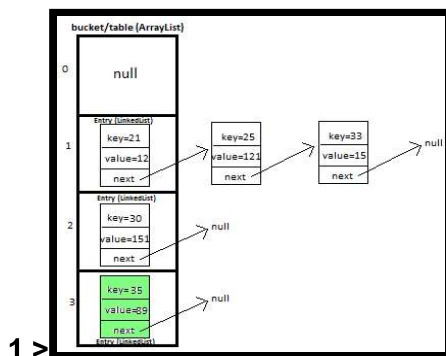 bucket/table (ArrayList)
0
null
Entry (LinkedList)
1
key=21
value=12
next
key=25
value=121
next
key=33
value=15
next
null
Entry (LinkedList)
2
key=30
value=151
next
null
3
key=35
value=89
next
null
Entry (LinkedList)
1 >